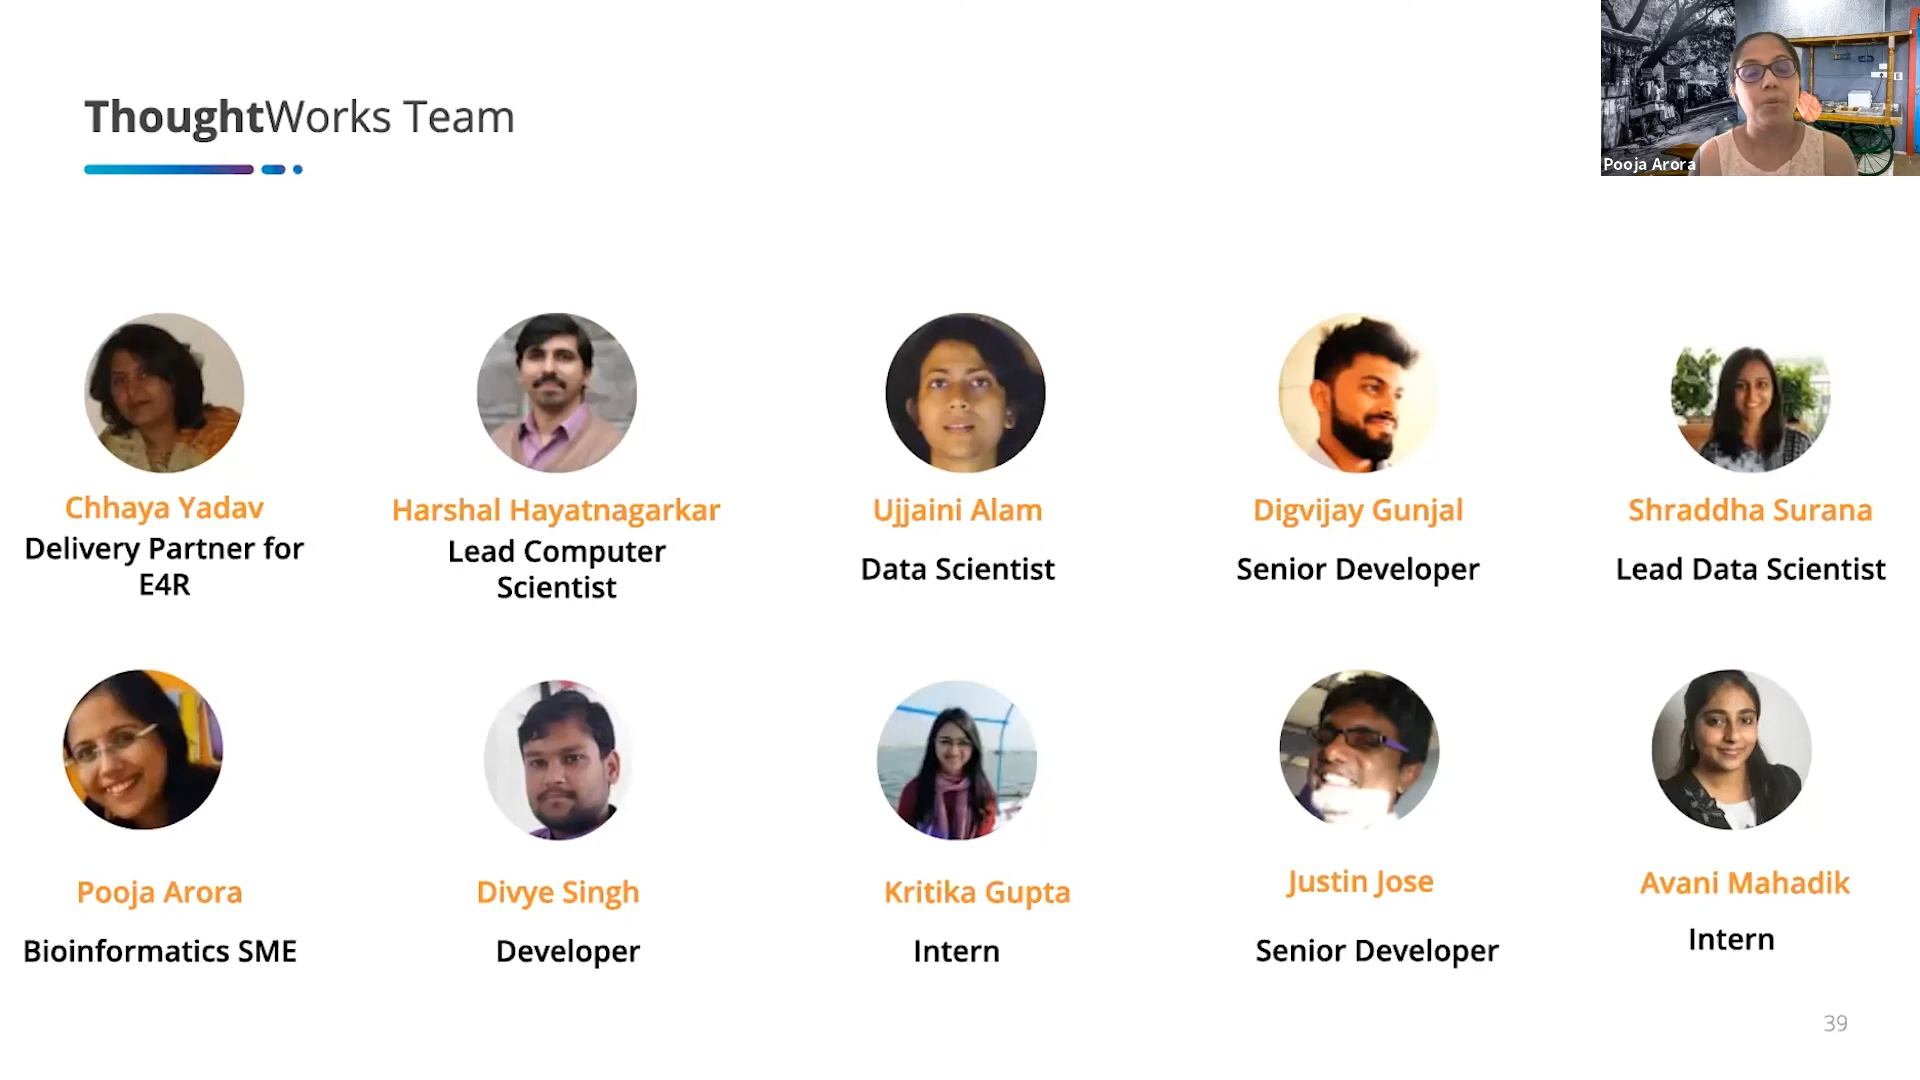 ThoughtWorks Team
Pooja Arora
Chhaya Yadav
Delivery Partner for
E4R
Harshal Hayatnagarkar
Lead Computer
Scientist
Ujjaini Alam
Data Scientist
Digvijay Gunjal
Senior Developer
Shraddha Surana
Lead Data Scientist
Pooja Arora
Bioinformatics SME
Divye Singh
Developer
Kritika Gupta
Intern
Justin Jose
Senior Developer
Avani Mahadik
Intern
39